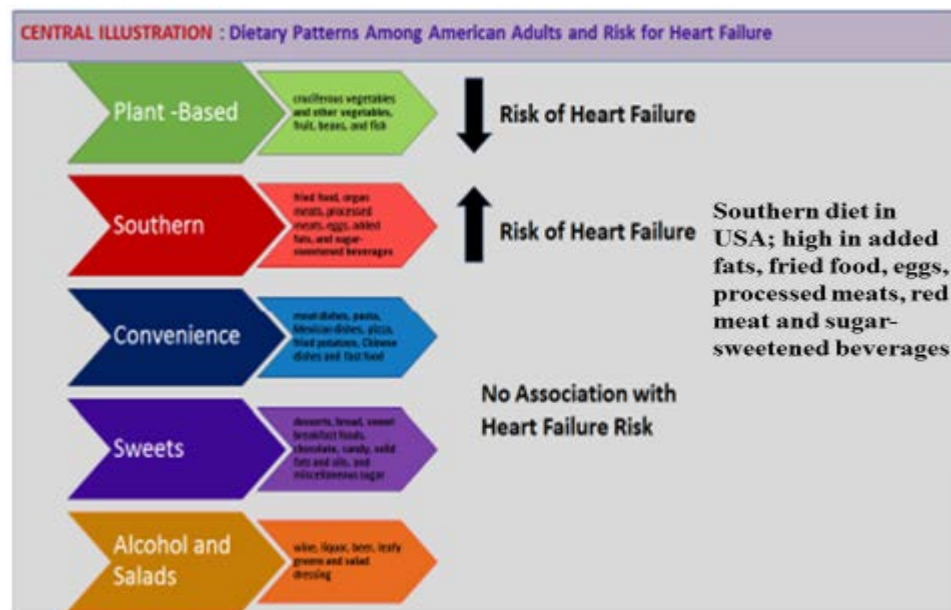 CENTRAL ILLUSTRATION : Dietary Patterns Among American Adults and Risk for Heart Failure
Plant -Based
cruciferous vegetables
and other vegetables,
fruit, beans, and fish
Risk of Heart Failure
Southern
fried food, organ
meats, processed
meats, eggs, added
fats, and sugar-
sweetened beverages
Risk of Heart Failure
Southern diet in
USA; high in added
fats, fried food, eggs,
processed meats, red
meat and sugar-
sweetened beverages
Convenience
meat dishes, pasta,
Mexican dishes, pizza,
fried potatoes, Chinese
dishes and fast food
No Association with
Heart Failure Risk
Sweets
desserts, bread, sweet
breakfast foods,
chocolate, candy, solid
fats and oils, and
miscellaneous sugar
Alcohol and
Salads
wine, liquor, beer, leafy
greens and salad
dressing